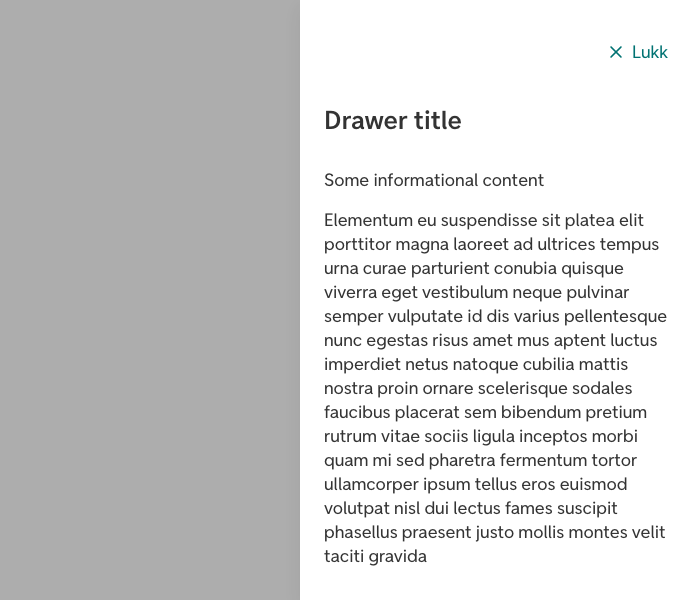 Lukk
Drawer title
Some informational content
Elementum eu suspendisse sit platea elit
porttitor magna laoreet ad ultrices tempus
urna curae parturient conubia quisque
viverra eget vestibulum neque pulvinar
semper vulputate id dis varius pellentesque
nunc egestas risus amet mus aptent luctus
imperdiet netus natoque cubilia mattis
nostra proin ornare scelerisque sodales
faucibus placerat sem bibendum pretium
rutrum vitae sociis ligula inceptos morbi
quam mi sed pharetra fermentum tortor
ullamcorper ipsum tellus eros euismod
volutpat nisl dui lectus fames suscipit
phasellus praesent justo mollis montes velit
taciti gravida